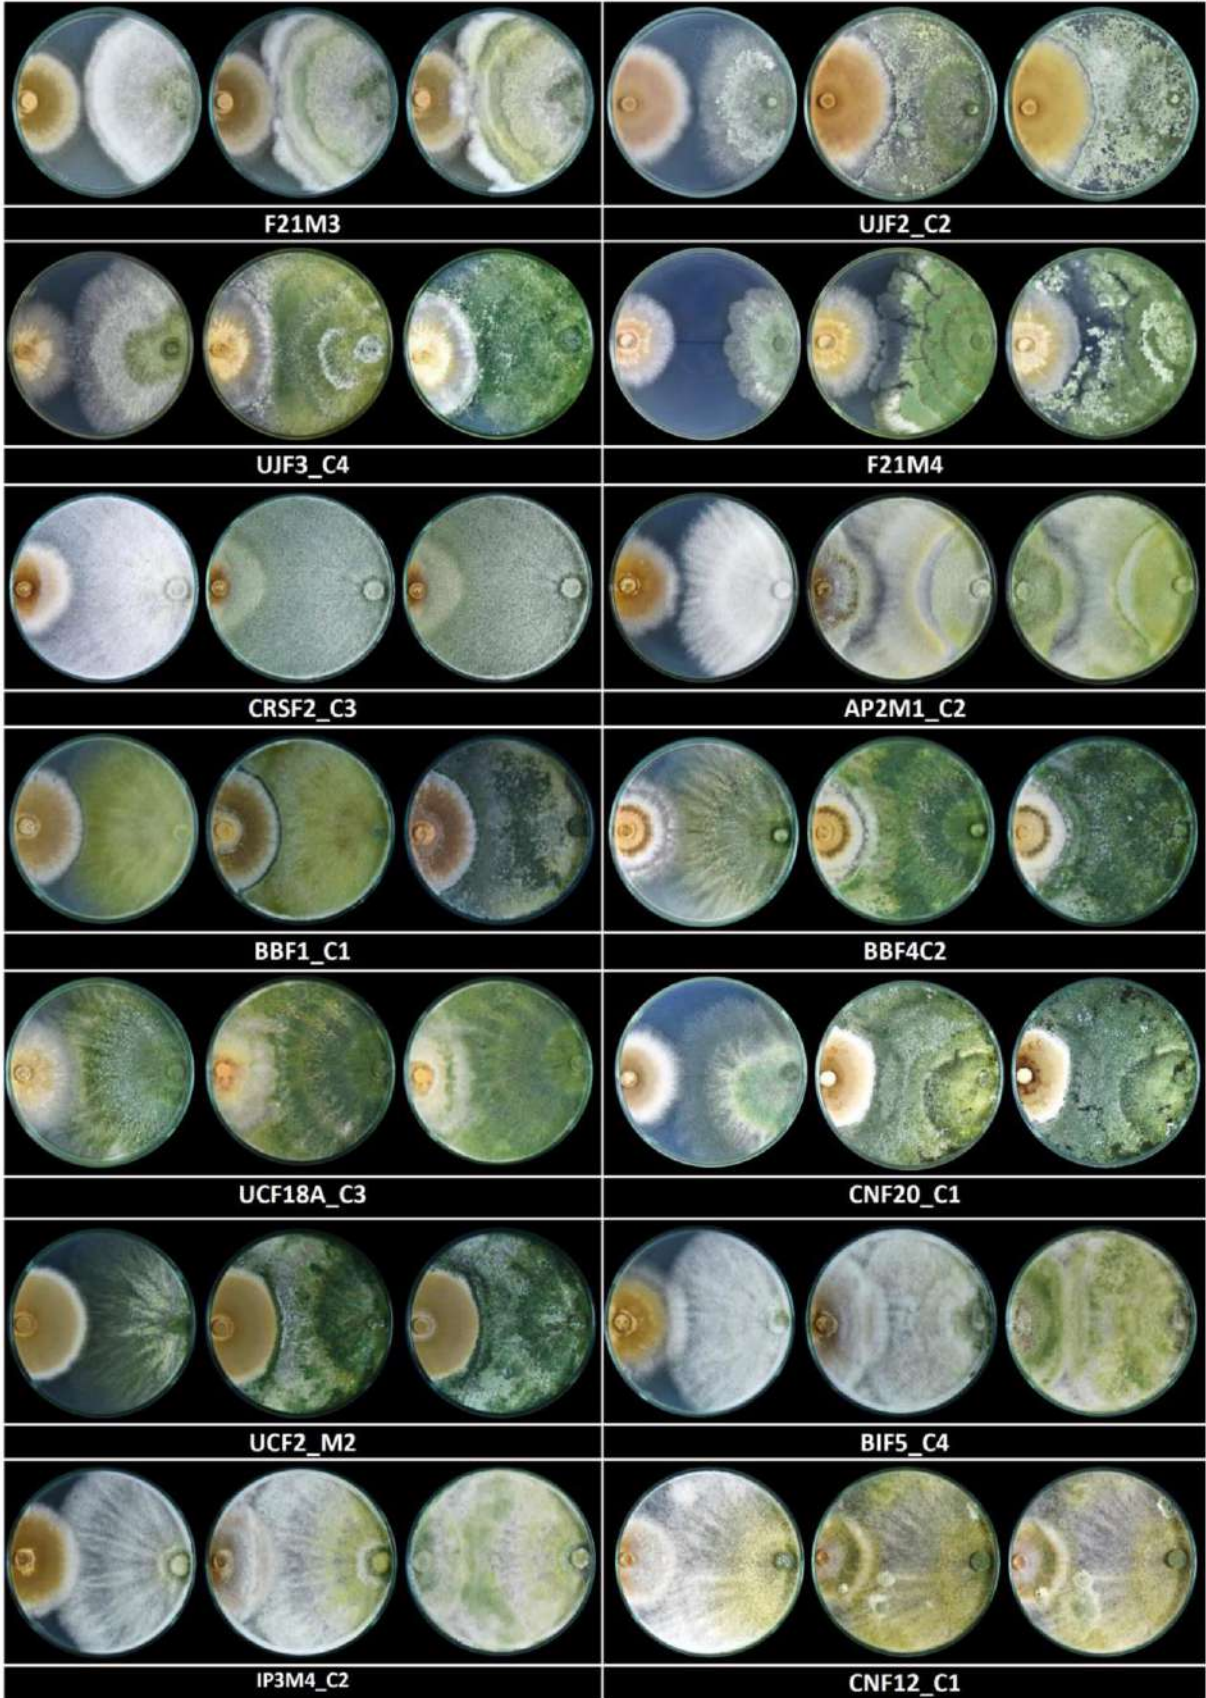 F21M3
UJF2_C2
UJF3_C4
F21M4
CRSF2_C3
AP2M1_C2
BBF1_C1
BBF4C2
UCF18A_C3
CNF20_C1
UCF2_M2
BIF5_C4
IP3M4_C2
CNF12_C1